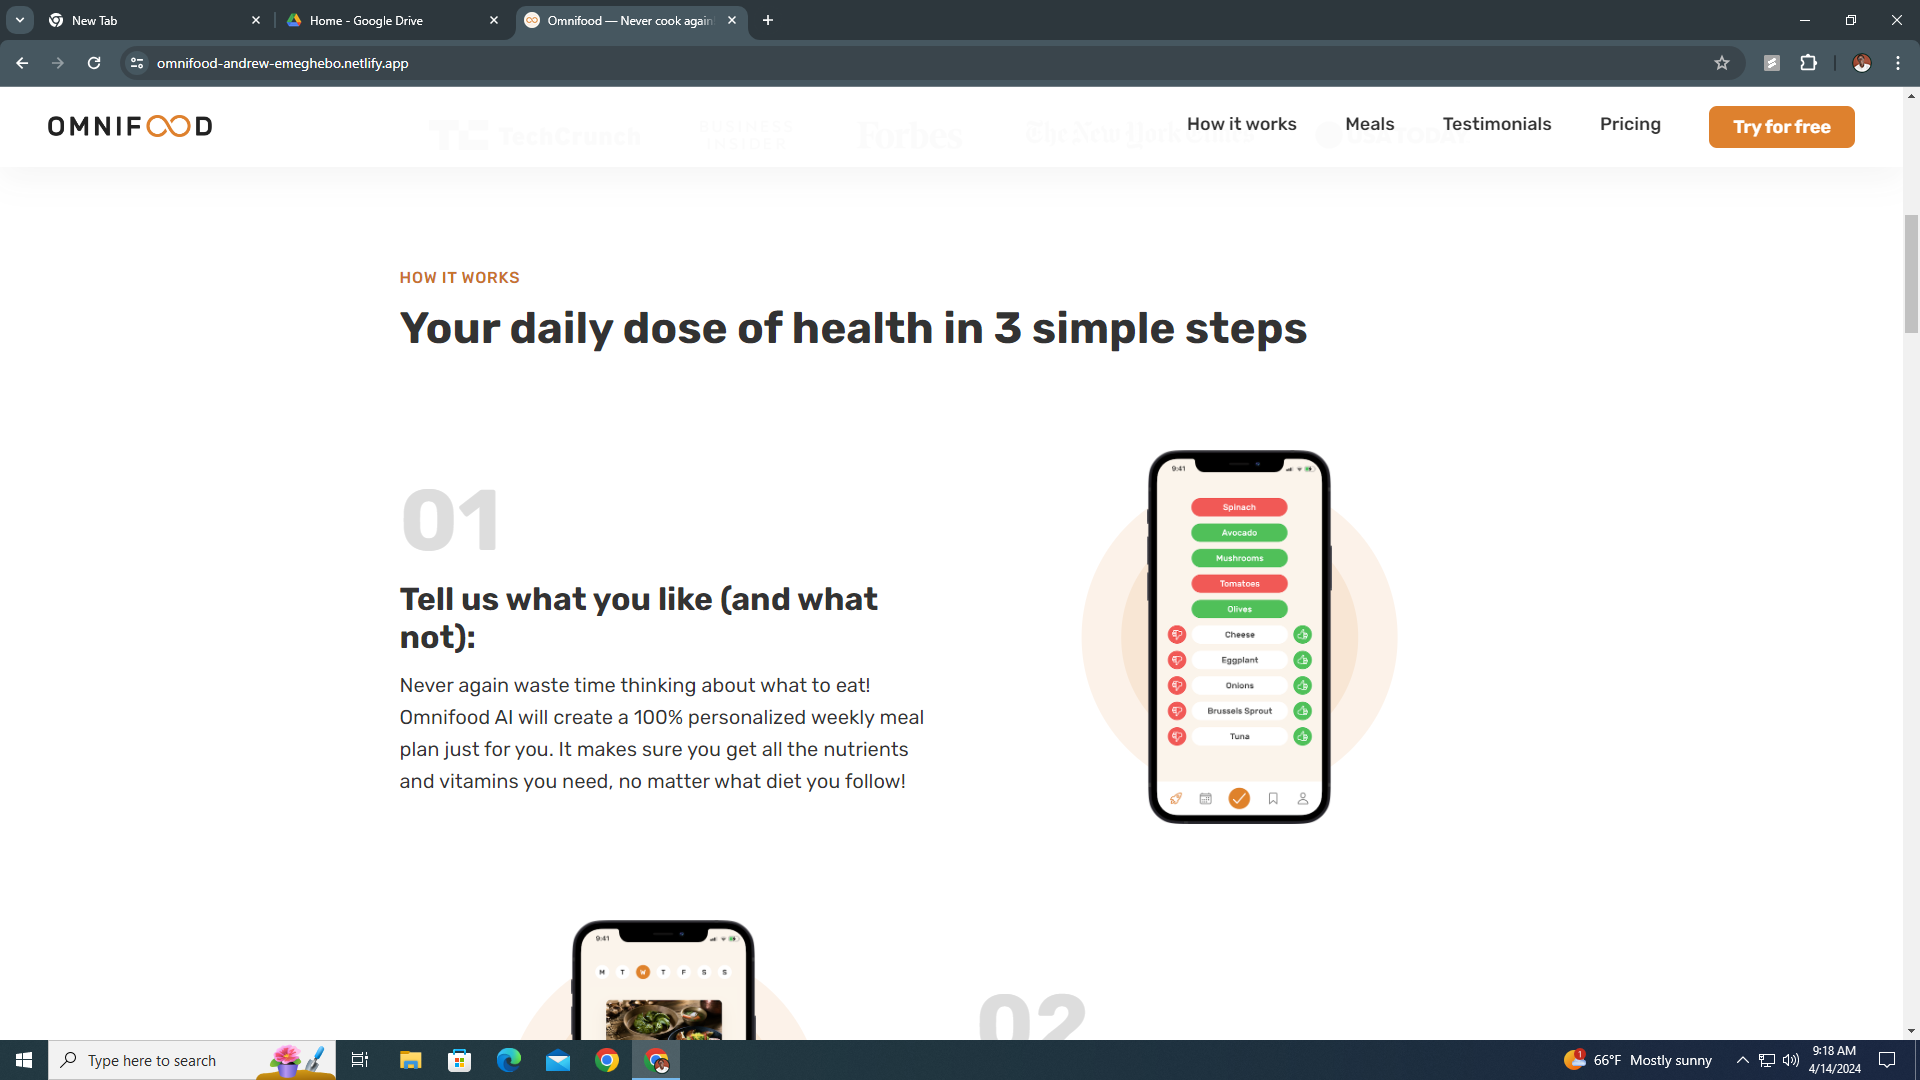 New Tab
Home - Google Drive
Omnifood — Never cook again
omnifood-andrew-emeghebo.netlify.app
OMNIFOOD
TechCrunch
BUSINESS
INSIDER
Forbes
The New York
How it works
Meals
Testimonials
Pricing
Try for free
HOW IT WORKS
Your daily dose of health in 3 simple steps
01
Tell us what you like (and what
not):
Never again waste time thinking about what to eat!
Omnifood AI will create a 100% personalized weekly meal
plan just for you. It makes sure you get all the nutrients
and vitamins you need, no matter what diet you follow!
9:41
Spinach
Avocado
Mushrooms
Tomatoes
Olives
Cheese
Eggplant
Onions
Brussels Sprout
Tuna
9:41
M T W T F S S
02
Type here to search
1
66°F Mostly sunny
9:18 AM
4/14/2024